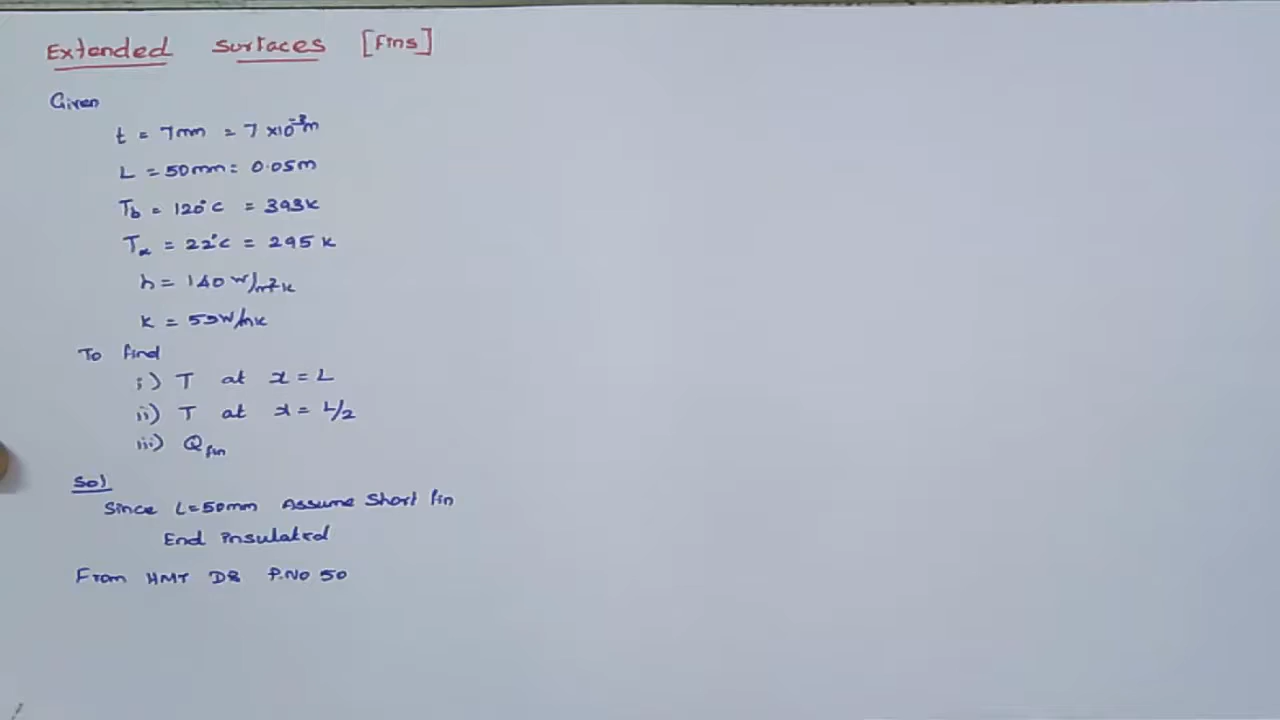 Extended surfaces [Fins]
Given
t = 7mm = 7 x10⁻³m
L = 50mm = 0.05m
Tb = 120°C = 393K
T∞ = 22°C = 295 K
h = 140 W/m²K
K = 55W/mK
To find
i) T at x = L
ii) T at x = L/2
iii) Qfin
Sol
Since L=50mm Assume Short fin
End insulated
From HMT DB P.No 50